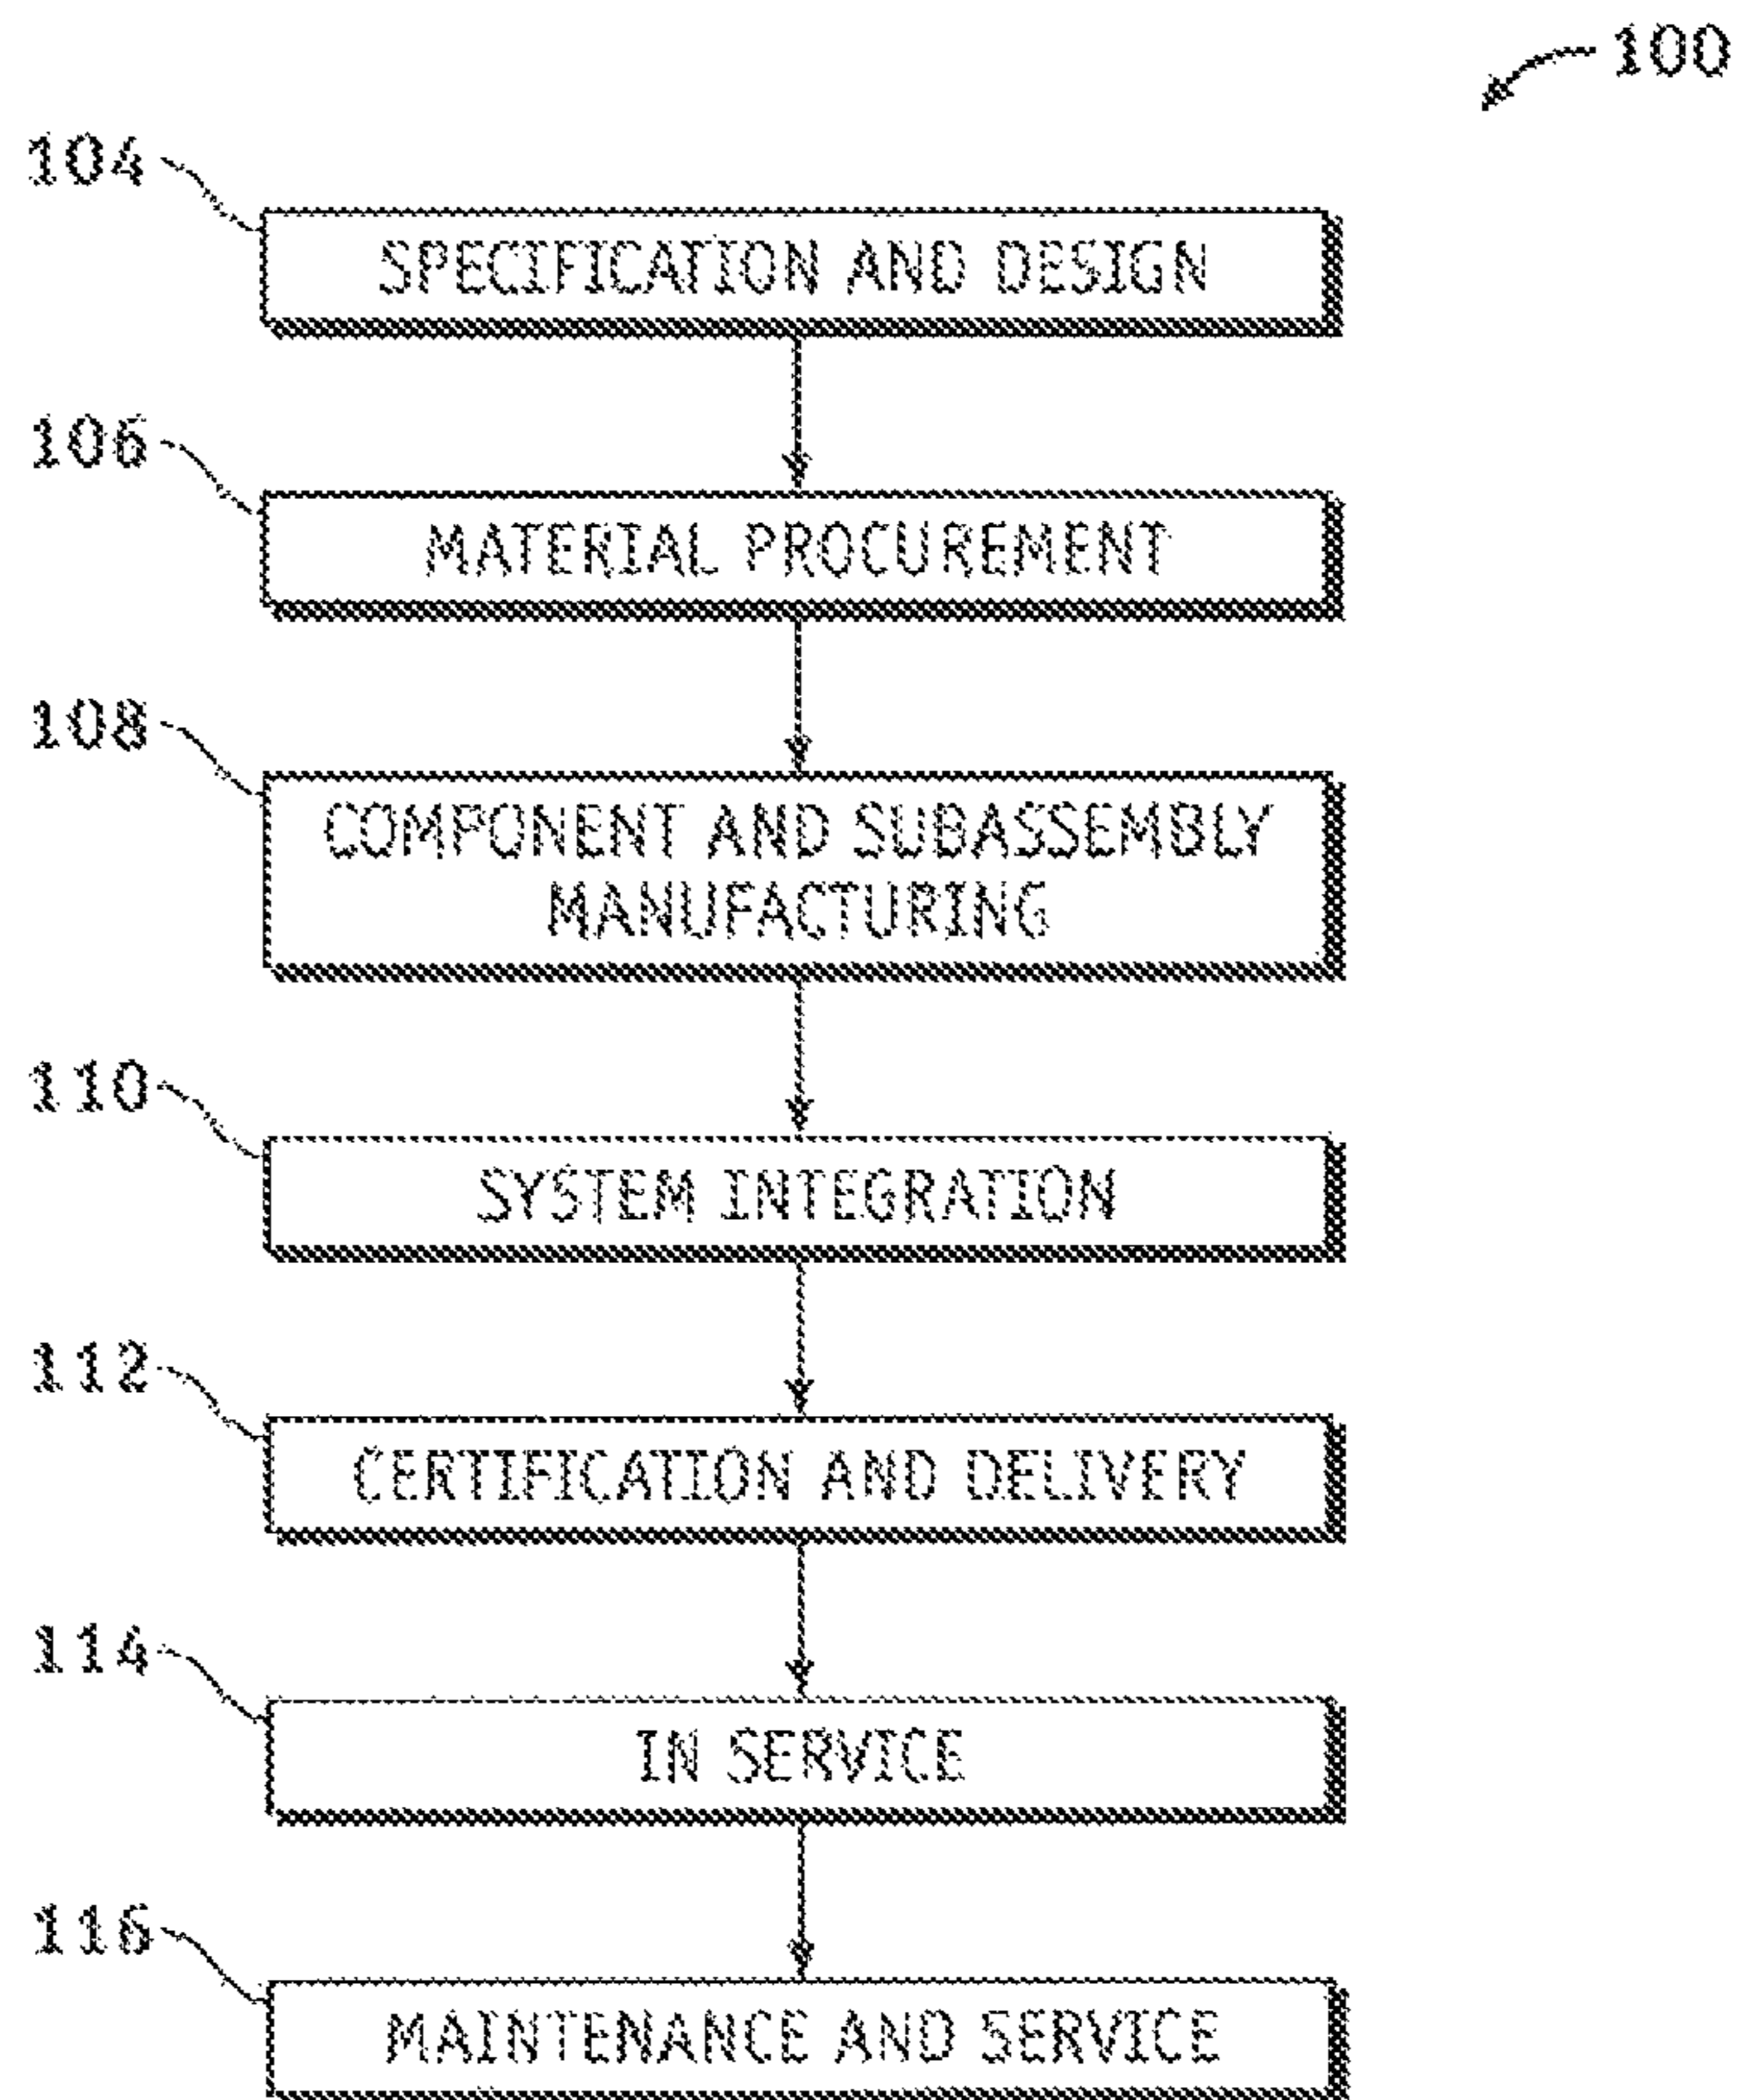 100
104
SPECIFICATION AND DESIGN
106
MATERIAL PROCUREMENT
108
COMPONENT AND SUBASSEMBLY
MANUFACTURING
110
SYSTEM INTEGRATION
112
CERTIFICATION AND DELIVERY
114
IN SERVICE
116
MAINTENANCE AND SERVICE